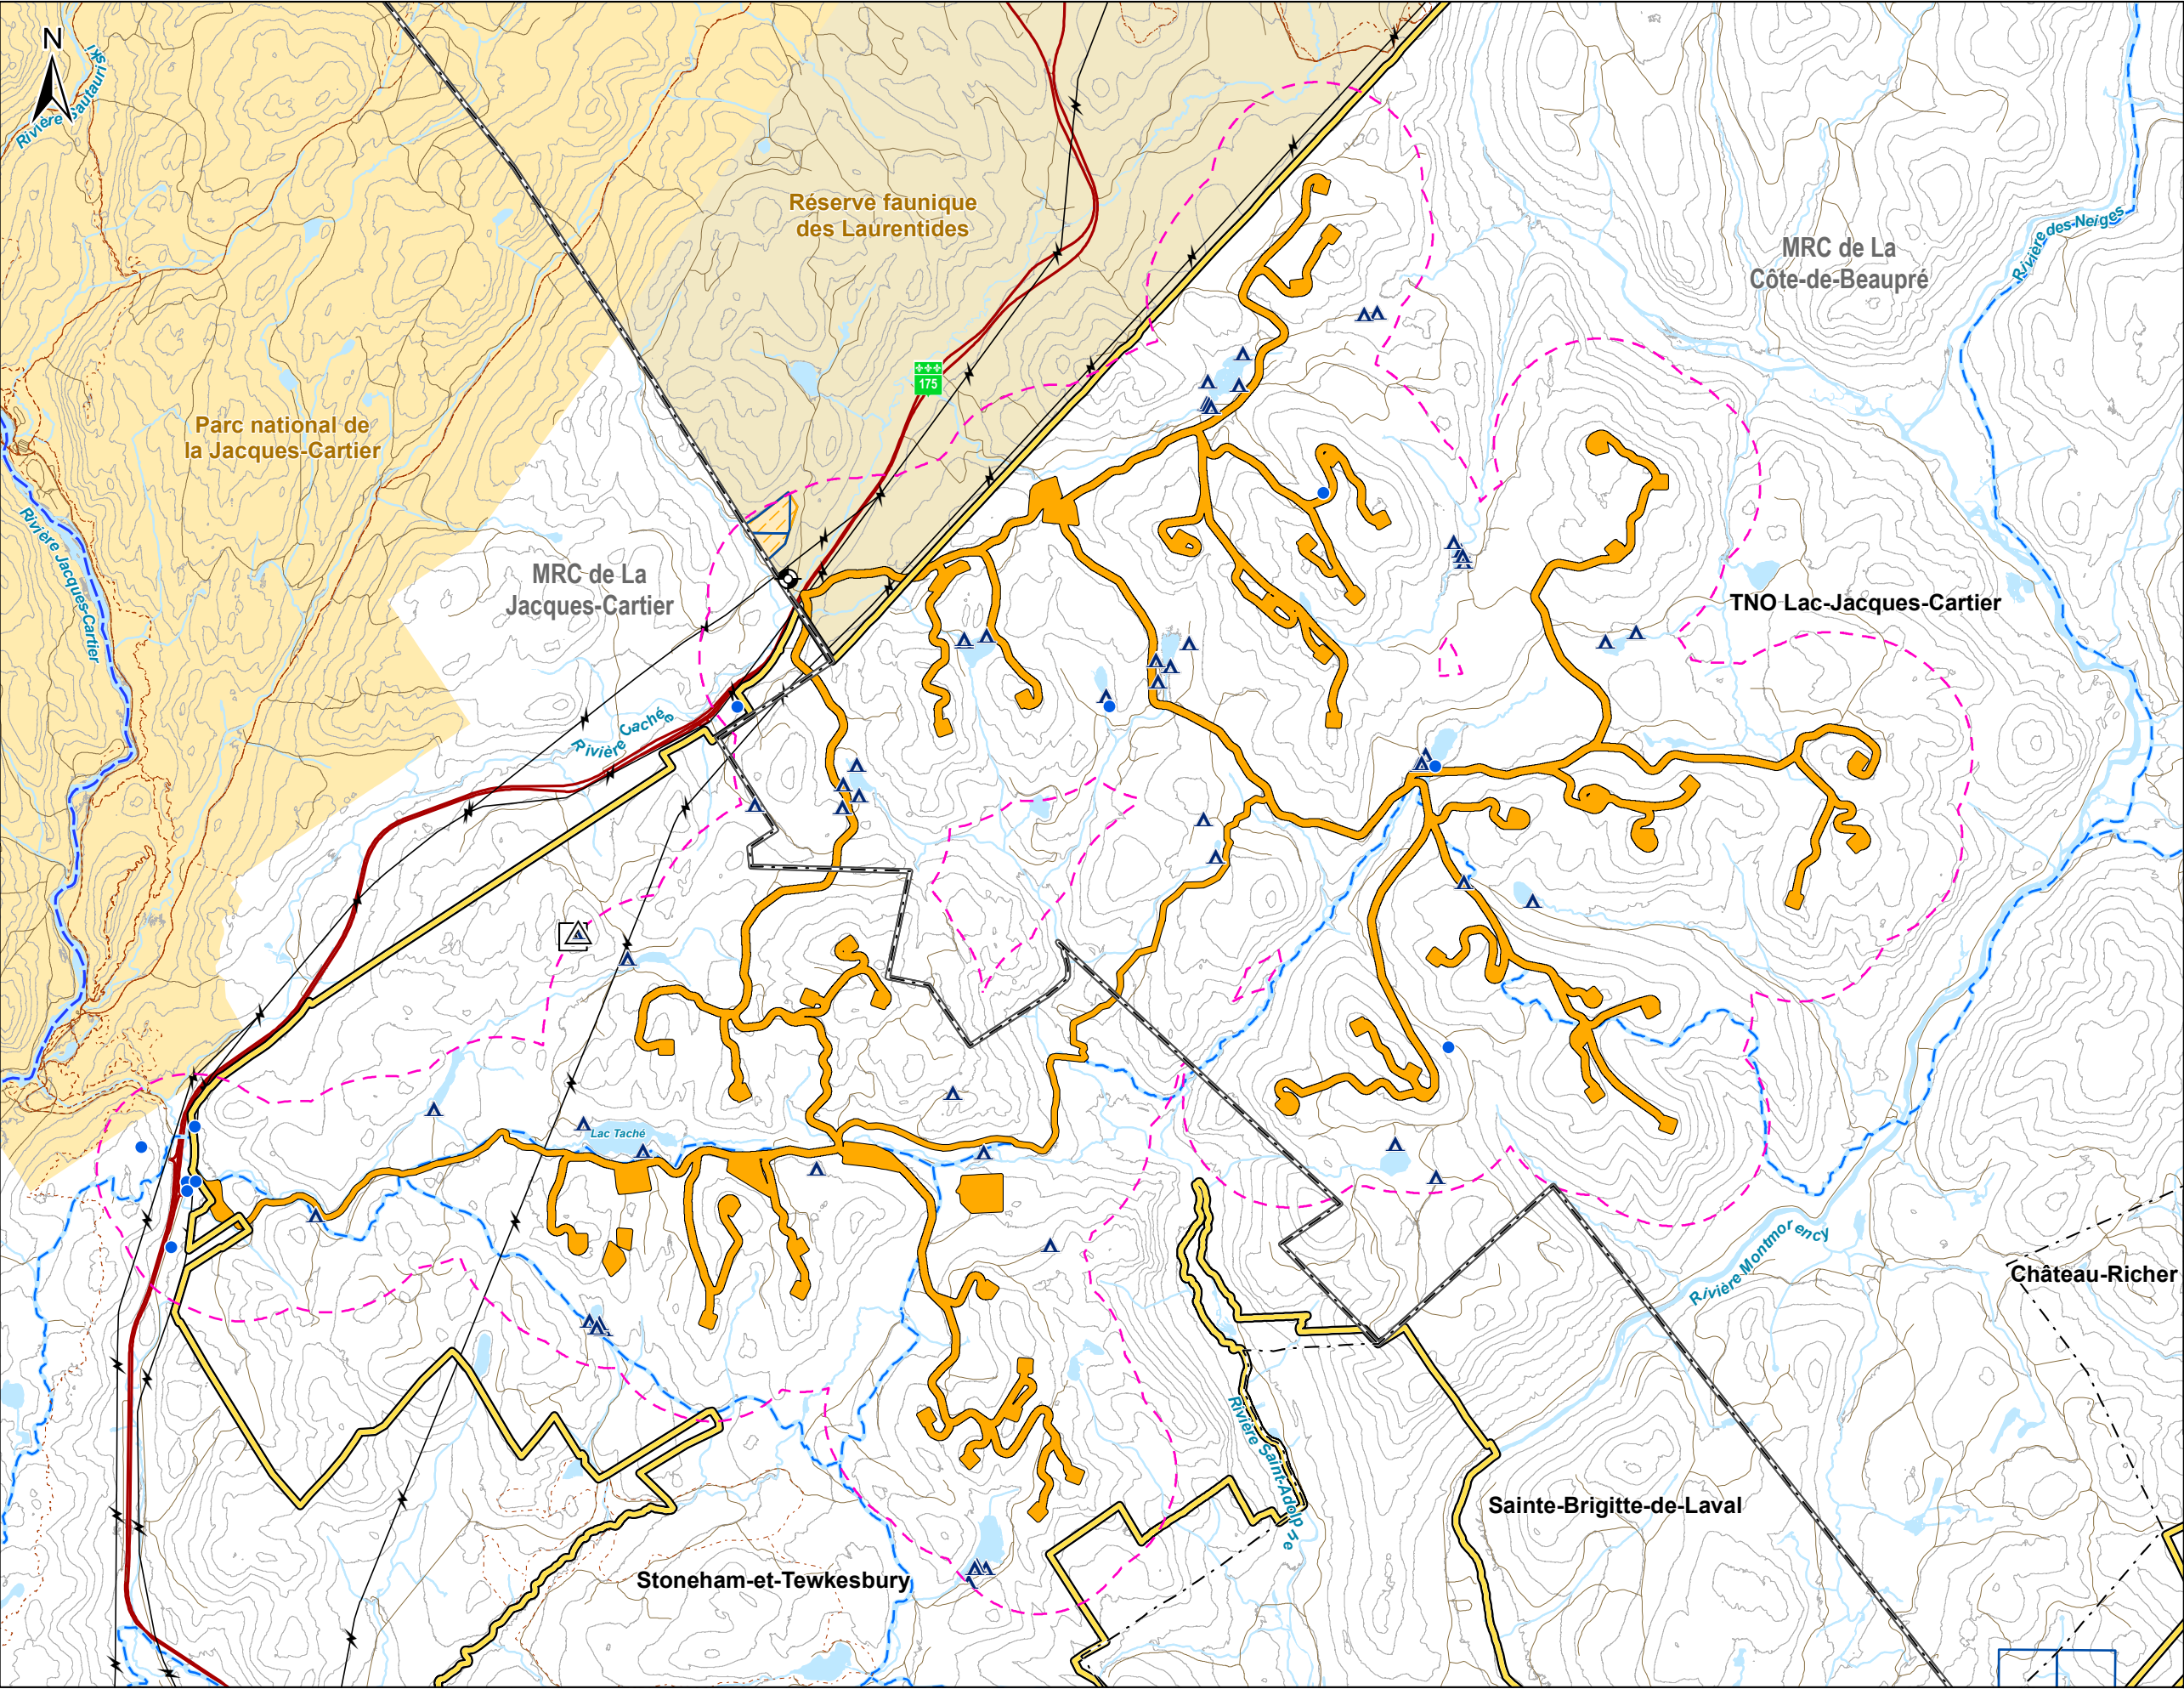 N
Rivière Sautauriski
Réserve faunique
des Laurentides
MRC de La
Côte-de-Beaupré
Rivière des Neiges
175
Parc national de
la Jacques-Cartier
Rivière Jacques-Cartier
MRC de La
Jacques-Cartier
TNO Lac-Jacques-Cartier
Rivière Cachée
Lac Taché
Rivière Montmorency
Château-Richer
Rivière Saint-Adolphe
Sainte-Brigitte-de-Laval
Stoneham-et-Tewkesbury